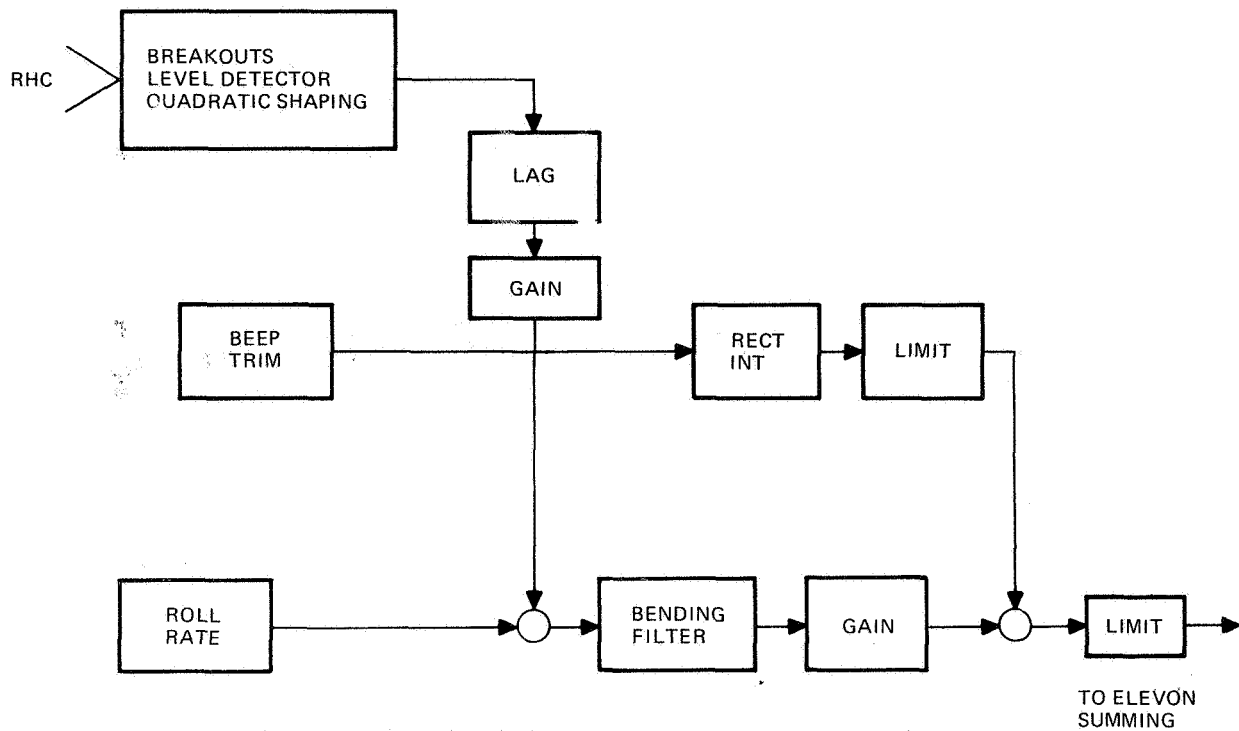 RHC
BREAKOUTS
LEVEL DETECTOR
QUADRATIC SHAPING
LAG
GAIN
BEEP
TRIM
RECT
INT
LIMIT
ROLL
RATE
BENDING
FILTER
GAIN
LIMIT
TO ELEVON
SUMMING